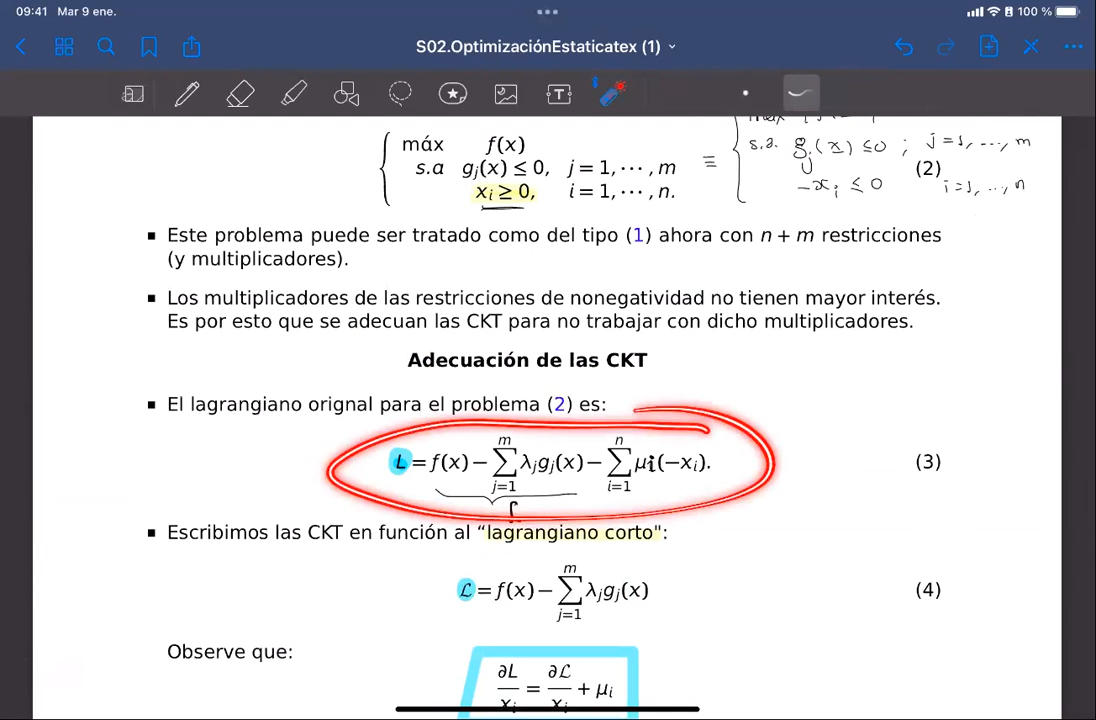 09:41 Mar 9 ene.
100 %
S02.OptimizaciónEstaticatex (1)
máx f(x)
s.a g_j(x) ≤ 0, j = 1, ⋯, m
x_i ≥ 0, i = 1, ⋯, n.
≡
s.a. g_j(x) ≤ 0 ; j = 1, ..., m
-x_i ≤ 0 i = 1, ..., n
(2)
▪ Este problema puede ser tratado como del tipo (1) ahora con n + m restricciones
(y multiplicadores).
▪ Los multiplicadores de las restricciones de nonegatividad no tienen mayor interés.
Es por esto que se adecuan las CKT para no trabajar con dicho multiplicadores.
Adecuación de las CKT
▪ El lagrangiano orignal para el problema (2) es:
L = f(x) − ∑_{j=1}^{m} λ_j g_j(x) − ∑_{i=1}^{n} μ_i(−x_i). (3)
▪ Escribimos las CKT en función al “lagrangiano corto":
ℒ = f(x) − ∑_{j=1}^{m} λ_j g_j(x) (4)
Observe que:
∂L/x_i = ∂ℒ/x_i + μ_i